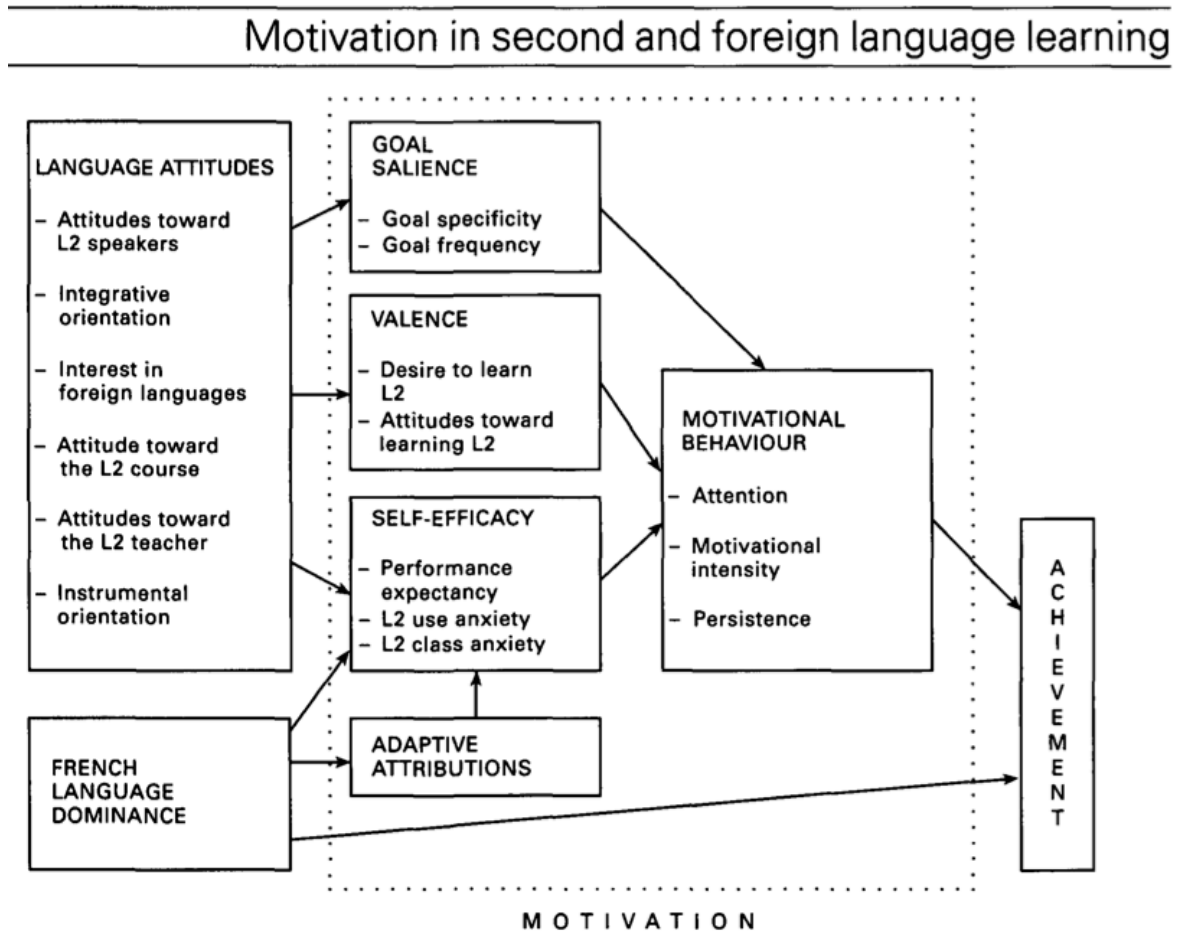 Motivation in second and foreign language learning
LANGUAGE ATTITUDES
– Attitudes toward
L2 speakers
– Integrative
orientation
– Interest in
foreign languages
– Attitude toward
the L2 course
– Attitudes toward
the L2 teacher
– Instrumental
orientation
FRENCH
LANGUAGE
DOMINANCE
GOAL
SALIENCE
– Goal specificity
– Goal frequency
VALENCE
– Desire to learn
L2
– Attitudes toward
learning L2
SELF-EFFICACY
– Performance
expectancy
– L2 use anxiety
– L2 class anxiety
ADAPTIVE
ATTRIBUTIONS
MOTIVATIONAL
BEHAVIOUR
– Attention
– Motivational
intensity
– Persistence
ACHIEVEMENT
MOTIVATION